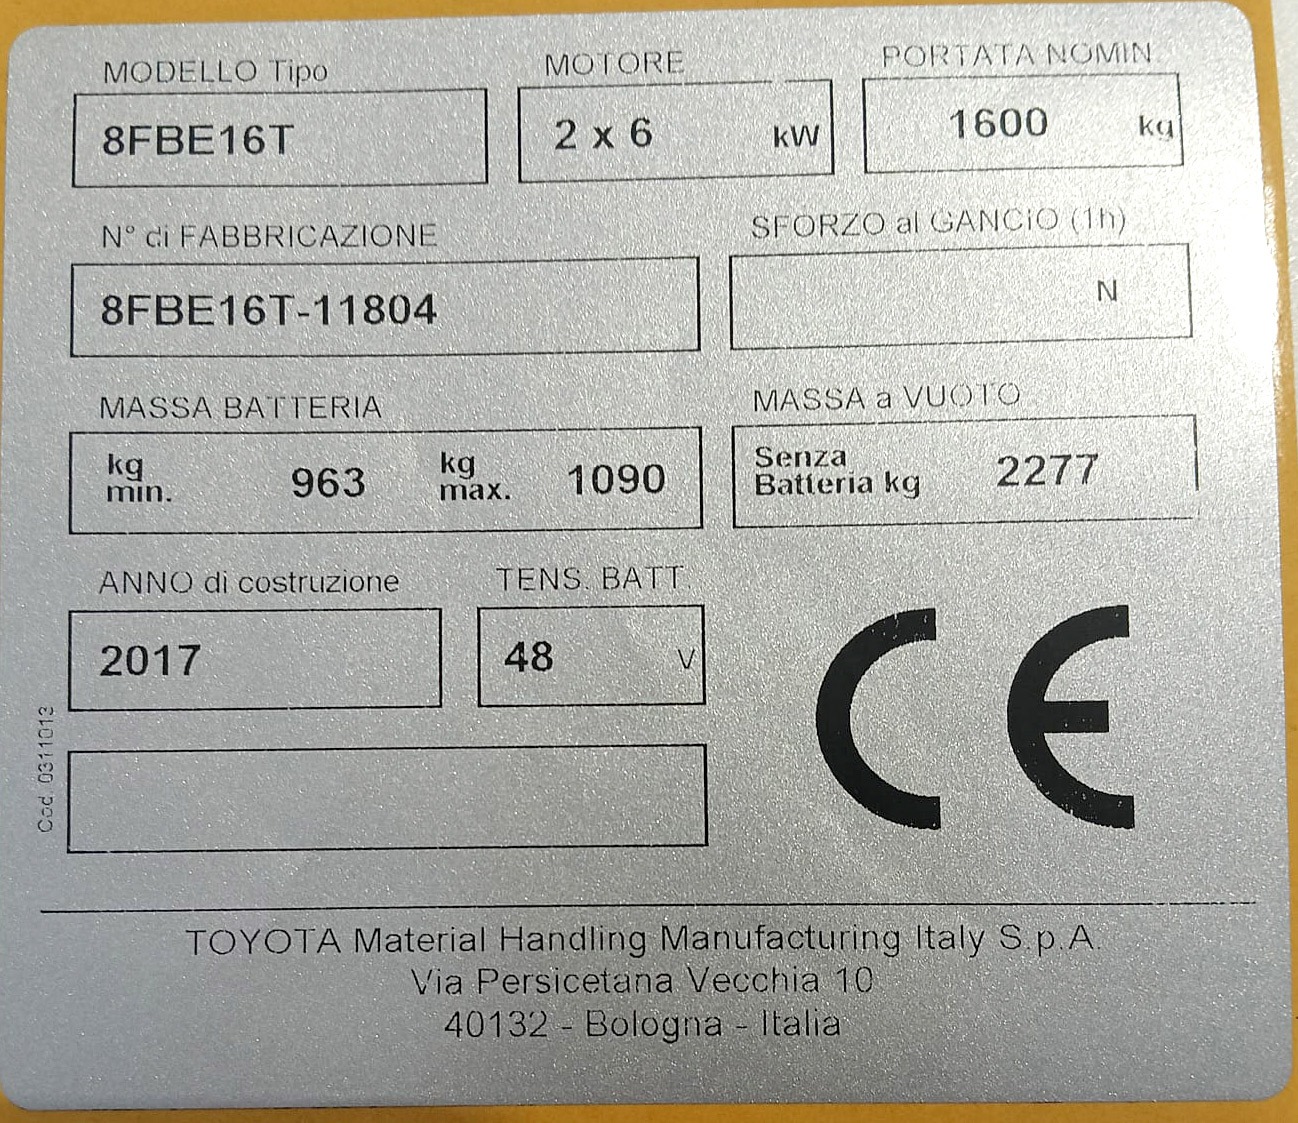 MODELLO Tipo
MOTORE
PORTATA NOMIN
8FBE16T
2 x 6 kW
1600 kg
N° di FABBRICAZIONE
SFORZO al GANCiO (1h)
8FBE16T-11804
N
MASSA BATTERIA
MASSA a VUOTO
kg min. 963 kg max. 1090
Senza Batteria kg 2277
ANNO di costruzione
TENS. BATT.
2017
48 V
Cod. 0311013
CE
TOYOTA Material Handling Manufacturing Italy S.p.A.
Via Persicetana Vecchia 10
40132 - Bologna - Italia